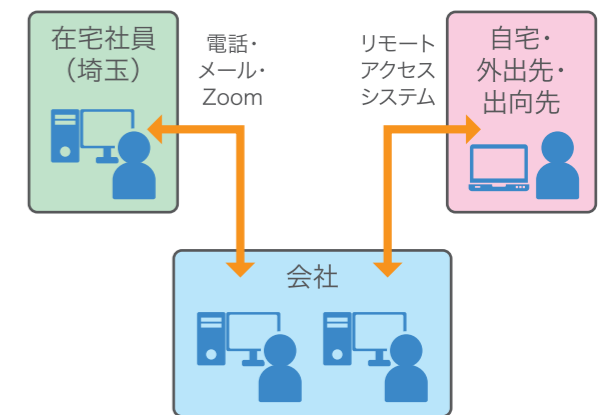 在宅社員
（埼玉）
電話・
メール・
Zoom
リモート
アクセス
システム
自宅・
外出先・
出向先
会社